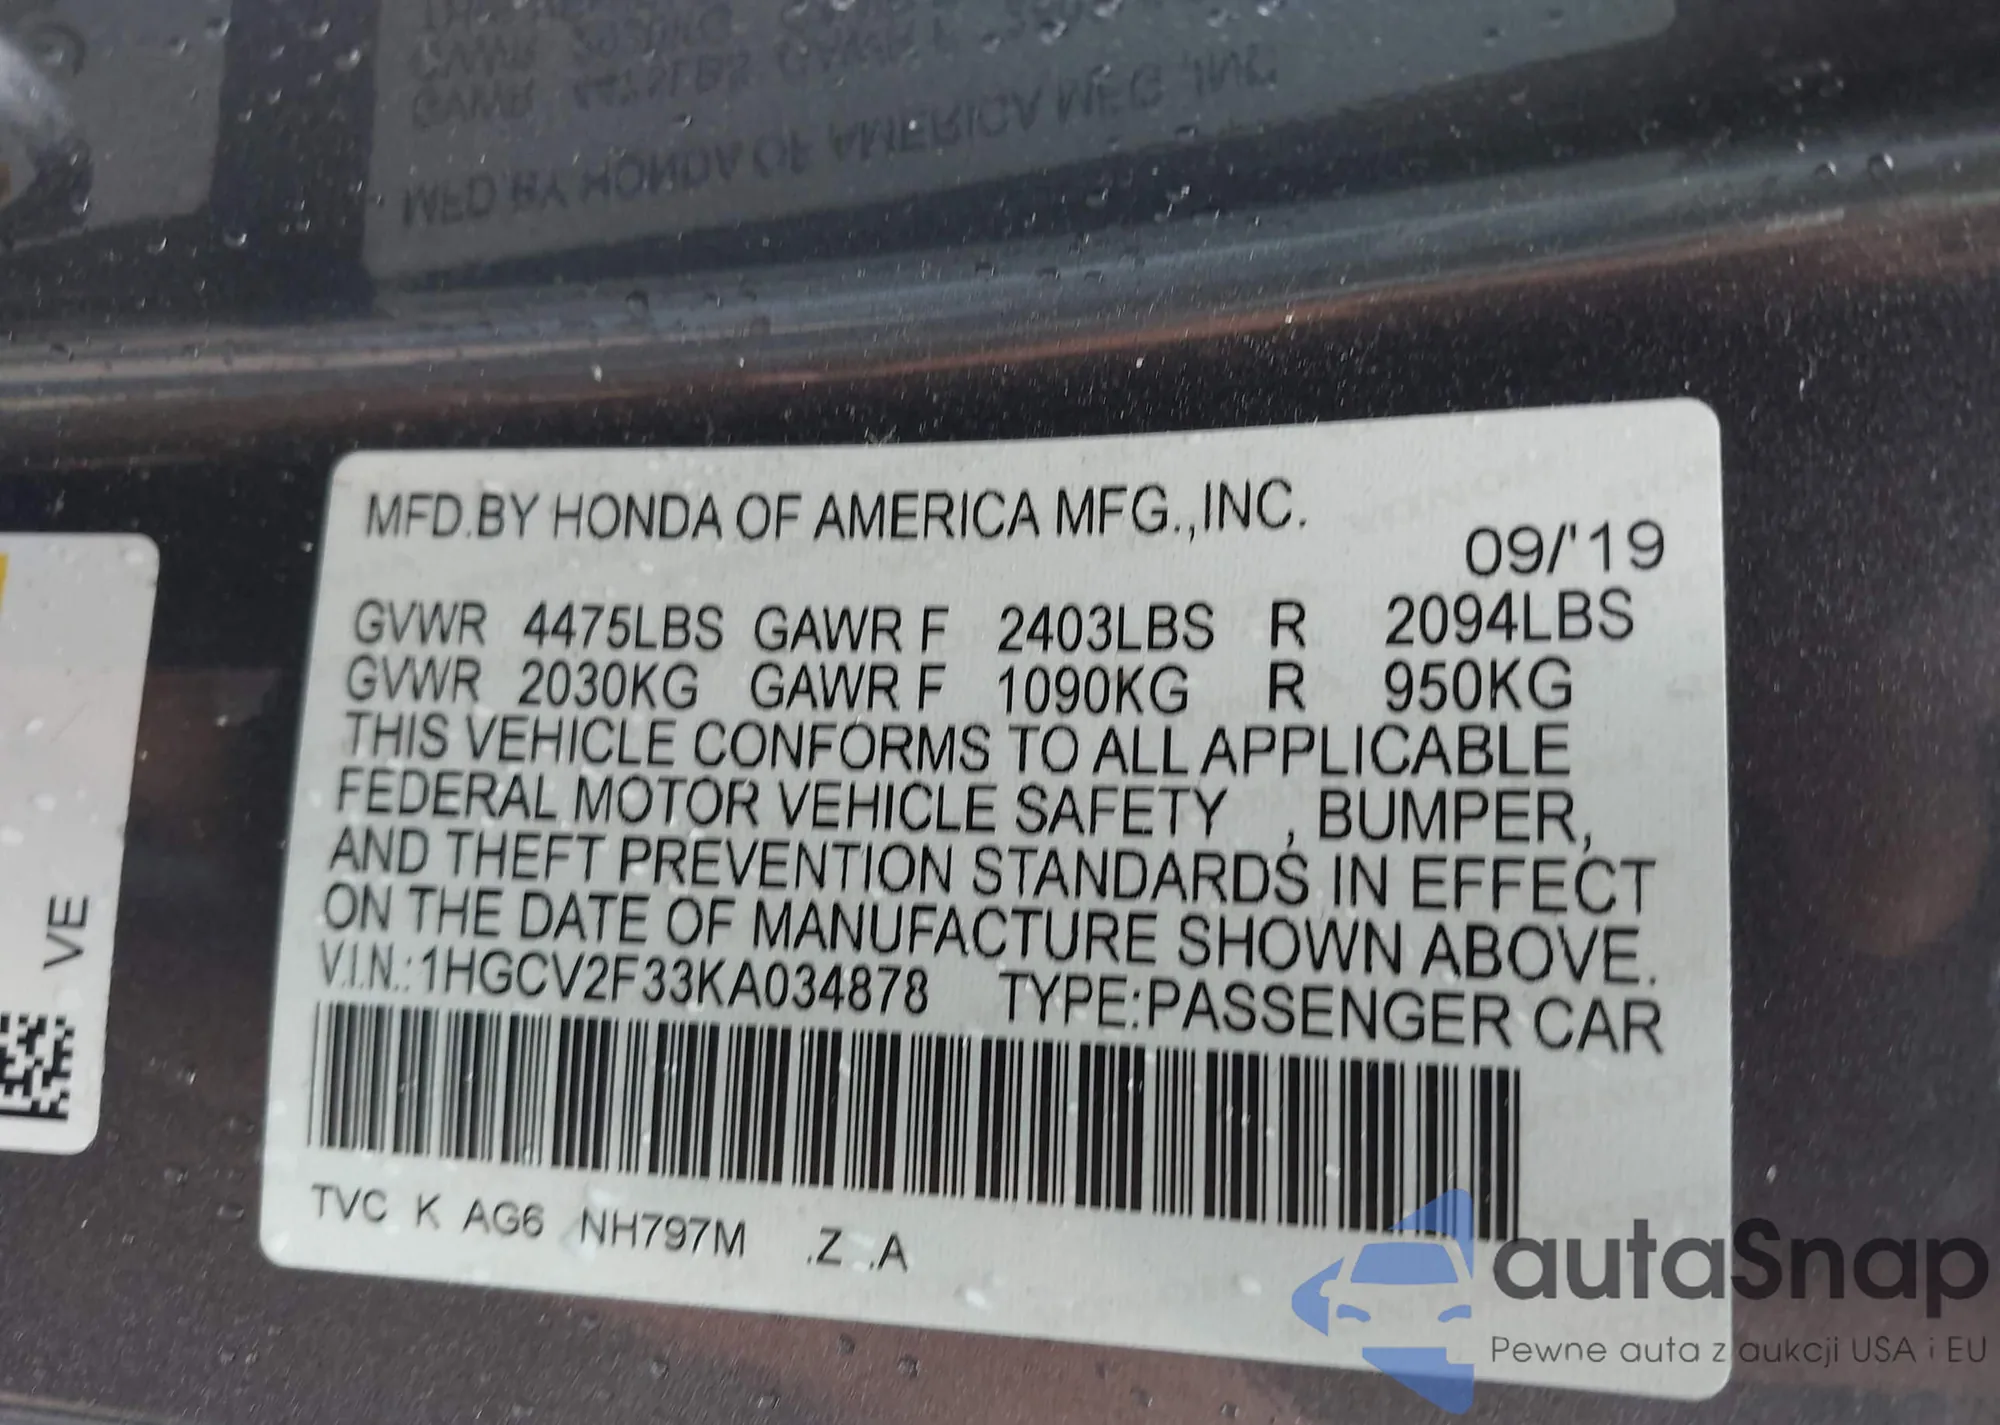 MFD.BY HONDA OF AMERICA MFG.,INC.
09/'19
GVWR 4475LBS GAWR F 2403LBS R 2094LBS
GVWR 2030KG GAWR F 1090KG R 950KG
THIS VEHICLE CONFORMS TO ALL APPLICABLE
FEDERAL MOTOR VEHICLE SAFETY , BUMPER,
AND THEFT PREVENTION STANDARDS IN EFFECT
ON THE DATE OF MANUFACTURE SHOWN ABOVE.
V.I.N.:1HGCV2F33KA034878 TYPE:PASSENGER CAR
TVC K AG6 NH797M .Z .A
VE
autaSnap
Pewne auta z aukcji USA i EU